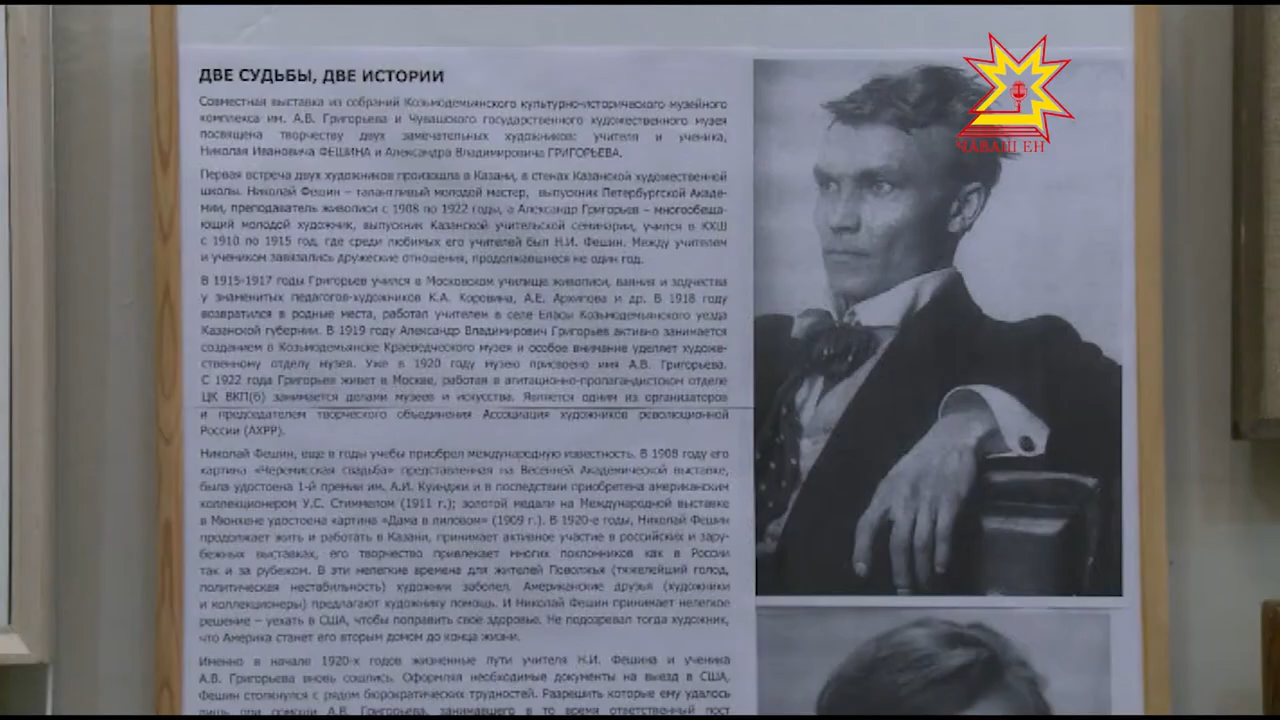 ДВЕ СУДЬБЫ, ДВЕ ИСТОРИИ
Совместная выставка из собраний Козьмодемьянского культурно-исторического музейного
комплекса им. А.В. Григорьева и Чувашского государственного художественного музея
посвящена творчеству двух замечательных художников: учителя и ученика,
Николая Ивановича ФЕШИНА и Александра Владимировича ГРИГОРЬЕВА.
Первая встреча двух художников произошла в Казани, в стенах Казанской художественной
школы. Николай Фешин – талантливый молодой мастер, выпускник Петербургской Акаде-
мии, преподаватель живописи с 1908 по 1922 годы, а Александр Григорьев – многообеща-
ющий молодой художник, выпускник Казанской учительской семинарии, учился в КХШ
с 1910 по 1915 год, где среди любимых его учителей был Н.И. Фешин. Между учителем
и учеником завязались дружеские отношения, продолжавшиеся не один год.
В 1915-1917 годы Григорьев учился в Московском училище живописи, ваяния и зодчества
у знаменитых педагогов-художников К.А. Коровина, А.Е. Архипова и др. В 1918 году
возвратился в родные места, работал учителем в селе Еласы Козьмодемьянского уезда
Казанской губернии. В 1919 году Александр Владимирович Григорьев активно занимается
созданием в Козьмодемьянске Краеведческого музея и особое внимание уделяет художе-
ственному отделу музея. Уже в 1920 году музею присвоено имя А.В. Григорьева.
С 1922 года Григорьев живет в Москве, работая в агитационно-пропагандистском отделе
ЦК ВКП(б) занимается делами музеев и искусства. Является одним из организаторов
и председателем творческого объединения Ассоциация художников революционной
России (АХРР).
Николай Фешин, еще в годы учебы приобрел международную известность. В 1908 году его
картина «Черемисская свадьба» представленная на Весенней Академической выставке,
была удостоена 1-й премии им. А.И. Куинджи и в последствии приобретена американским
коллекционером У.С. Стиммелом (1911 г.); золотой медали на Международной выставке
в Мюнхене удостоена картина «Дама в лиловом» (1909 г.). В 1920-е годы, Николай Фешин
продолжает жить и работать в Казани, принимает активное участие в российских и зару-
бежных выставках, его творчество привлекает многих поклонников как в России
так и за рубежом. В эти нелегкие времена для жителей Поволжья (тяжелейший голод,
политическая нестабильность) художник заболел. Американские друзья (художники
и коллекционеры) предлагают художнику помощь. И Николай Фешин принимает нелегкое
решение – уехать в США, чтобы поправить свое здоровье. Не подозревал тогда художник,
что Америка станет его вторым домом до конца жизни.
Именно в начале 1920-х годов жизненные пути учителя Н.И. Фешина и ученика
А.В. Григорьева вновь сошлись. Оформляя необходимые документы на выезд в США,
Фешин столкнулся с рядом бюрократических трудностей. Разрешить которые ему удалось
лишь при помощи А.В. Григорьева, занимавшего в то время ответственный пост
ЧАВАШ ЕН